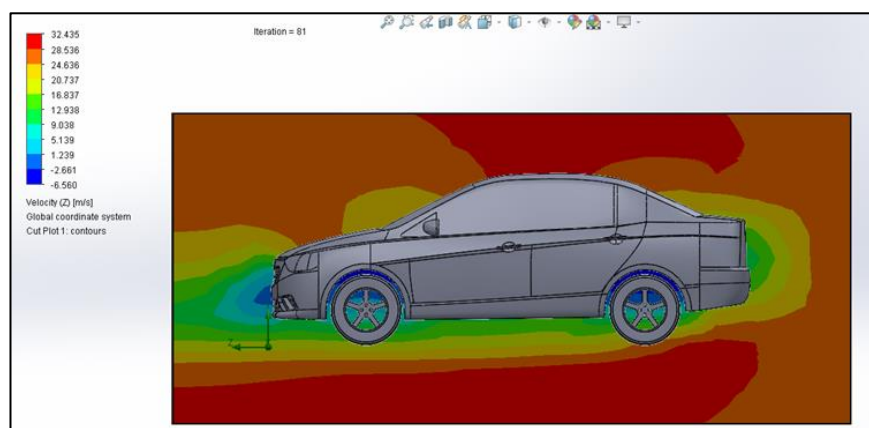 Iteration = 81
32.435
28.536
24.636
20.737
16.837
12.938
9.038
5.139
1.239
-2.661
-6.560
Velocity (Z) [m/s]
Global coordinate system
Cut Plot 1: contours
Z